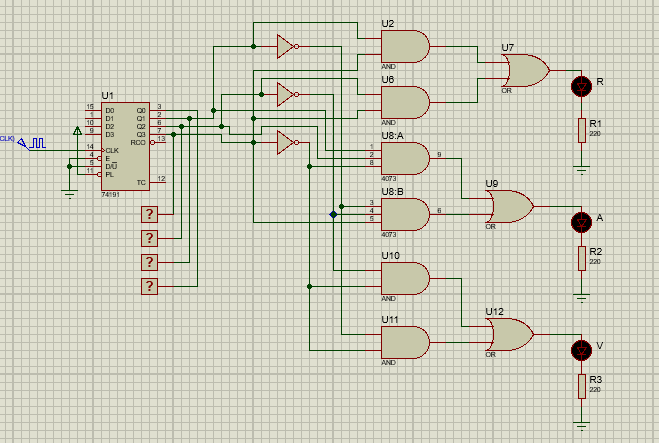 U2
AND
U6
AND
U7
OR
R
R1
220
U1
15 D0 Q0 3
1 D1 Q1 2
10 D2 Q2 6
9 D3 Q3 7
RCO 13
14 CLK
4 E
5 D/U
11 PL
TC 12
74191
CLK)
U8:A
1
2
8
9
4073
U8:B
3
4
5
6
4073
U9
OR
A
R2
220
U10
AND
U11
AND
U12
OR
V
R3
220
?
?
?
?